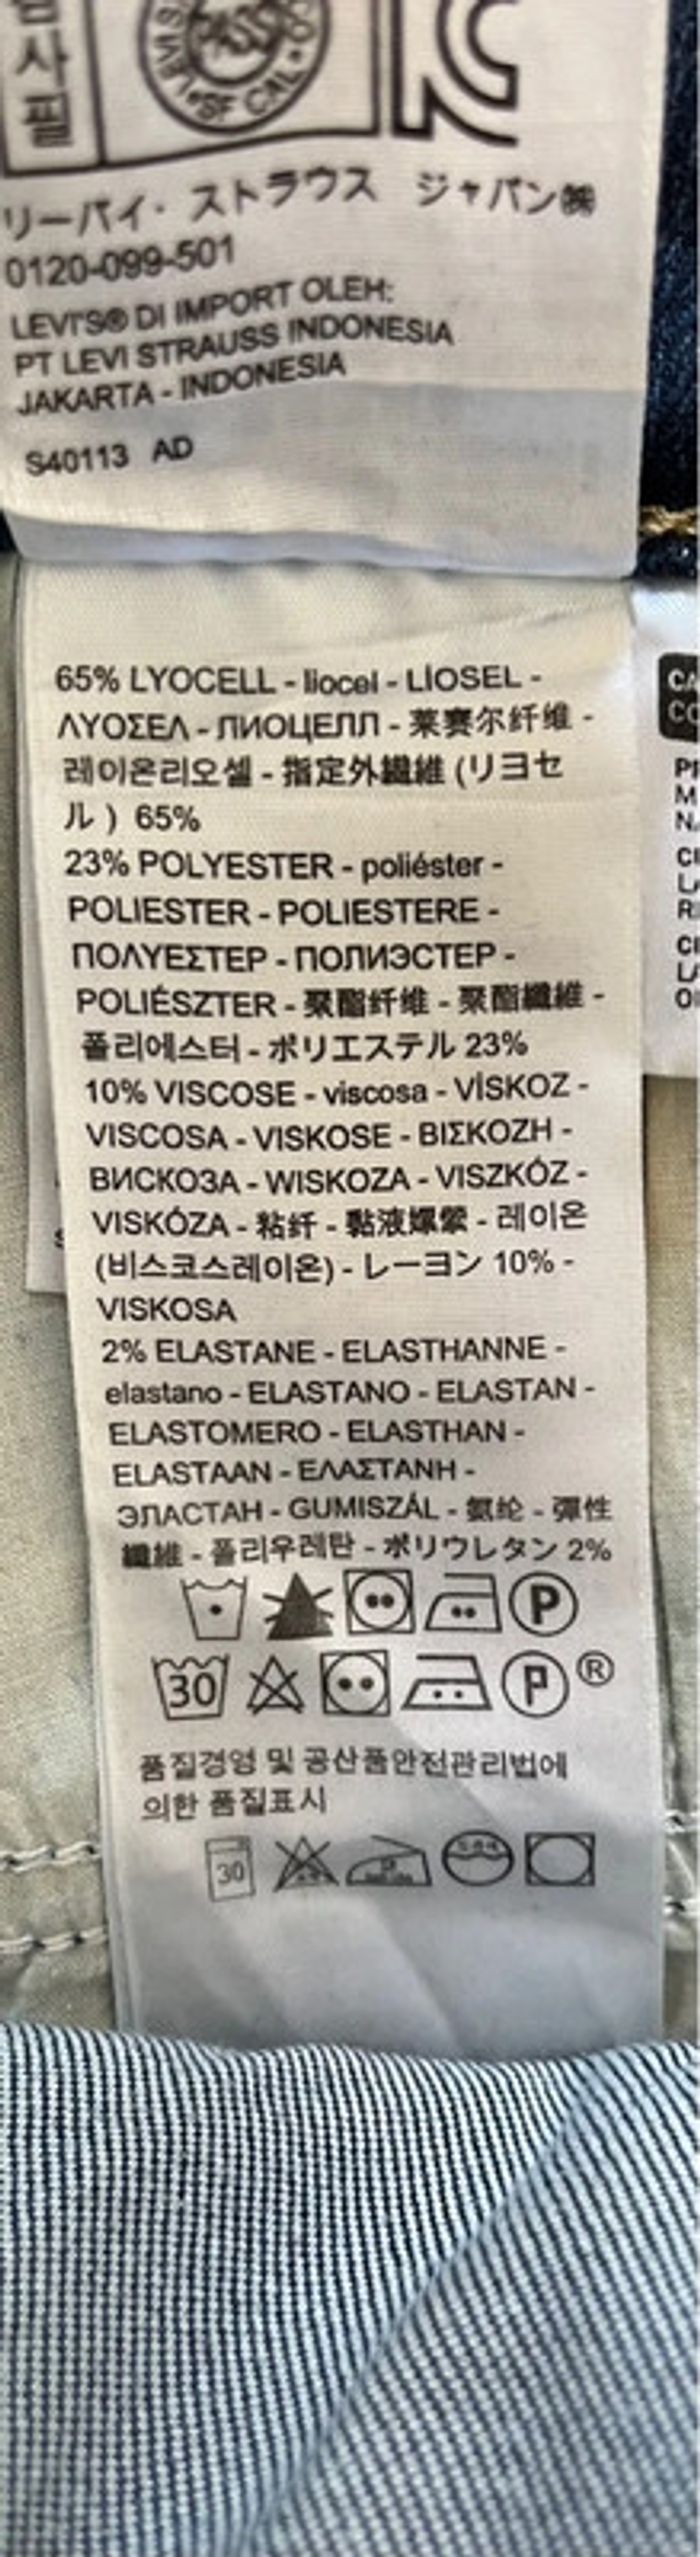 사
필
SF CAL
リーバイ・ストラウス ジャパン㈱
0120-099-501
LEVI'S® DI IMPORT OLEH:
PT LEVI STRAUSS INDONESIA
JAKARTA - INDONESIA
S40113 AD
65% LYOCELL - liocel - LİOSEL -
ΛΥΟΣΕΛ - ЛИОЦЕЛЛ - 莱赛尔纤维 -
레이온리오셀 - 指定外繊維 (リヨセ
ル ) 65%
23% POLYESTER - poliéster -
POLIESTER - POLIESTERE -
ΠΟΛΥΕΣΤΕΡ - ПОЛИЭСТЕР -
POLIÉSZTER - 聚酯纤维 - 聚酯纖維 -
폴리에스터 - ポリエステル 23%
10% VISCOSE - viscosa - VİSKOZ -
VISCOSA - VISKOSE - ΒΙΣΚΟΖΗ -
ВИСКОЗА - WISKOZA - VISZKÓZ -
VISKÓZA - 粘纤 - 黏液嫘縈 - 레이온
(비스코스레이온) - レーヨン 10% -
VISKOSA
2% ELASTANE - ELASTHANNE -
elastano - ELASTANO - ELASTAN -
ELASTOMERO - ELASTHAN -
ELASTAAN - ΕΛΑΣΤΑΝΗ -
ЭЛАСТАН - GUMISZÁL - 氨纶 - 彈性
纖維 - 폴리우레탄 - ポリウレタン 2%
P
30 P ®
품질경영 및 공산품안전관리법에
의한 품질표시
30